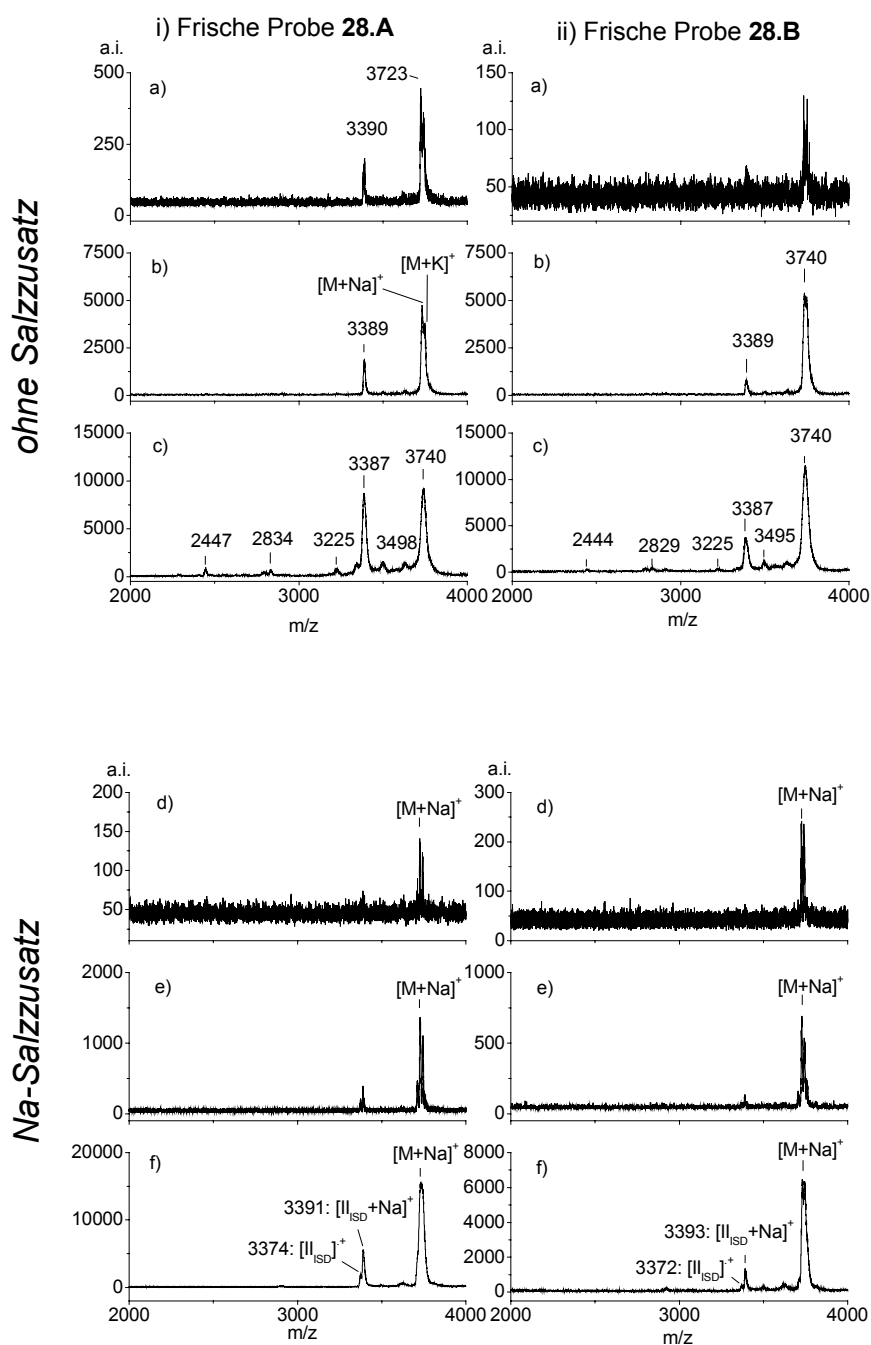 i) Frische Probe 28.A
ii) Frische Probe 28.B
ohne Salzzusatz
a.i.
a)
500
250
0
3390
3723
a)
150
100
50
b)
7500
5000
2500
0
3389
[M+Na]+
[M+K]+
b)
3389
3740
c)
15000
10000
5000
0
2447
2834
3225
3387
3498
3740
2000
3000
4000
m/z
c)
15000
10000
5000
0
2444
2829
3225
3387
3495
3740
2000
3000
4000
m/z
Na-Salzzusatz
a.i.
d)
200
150
100
50
[M+Na]+
a.i.
d)
300
200
100
0
[M+Na]+
e)
2000
1000
0
[M+Na]+
e)
1000
500
0
[M+Na]+
f)
20000
10000
0
[M+Na]+
3391: [IIISD+Na]+
3374: [IIISD].+
2000
3000
4000
m/z
f)
8000
6000
4000
2000
0
[M+Na]+
3393: [IIISD+Na]+
3372: [IIISD].+
2000
3000
4000
m/z